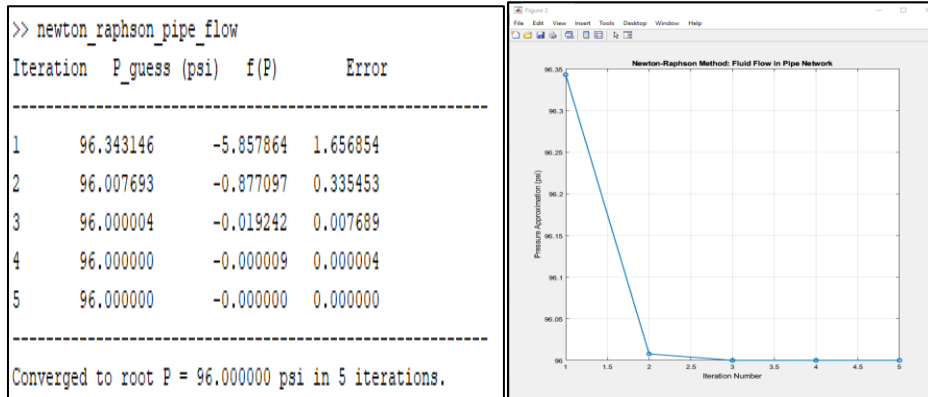 >> newton_raphson_pipe_flow
Iteration P_guess (psi) f(P) Error
------------------------------------------------------------
1 96.343146 -5.857864 1.656854
2 96.007693 -0.877097 0.335453
3 96.000004 -0.019242 0.007689
4 96.000000 -0.000009 0.000004
5 96.000000 -0.000000 0.000000
------------------------------------------------------------
Converged to root P = 96.000000 psi in 5 iterations.
Figure 2
File Edit View Insert Tools Desktop Window Help
Newton-Raphson Method: Fluid Flow in Pipe Network
96.35
96.3
96.25
96.2
96.15
96.1
96.05
96
Pressure Approximation (psi)
1 1.5 2 2.5 3 3.5 4 4.5 5
Iteration Number